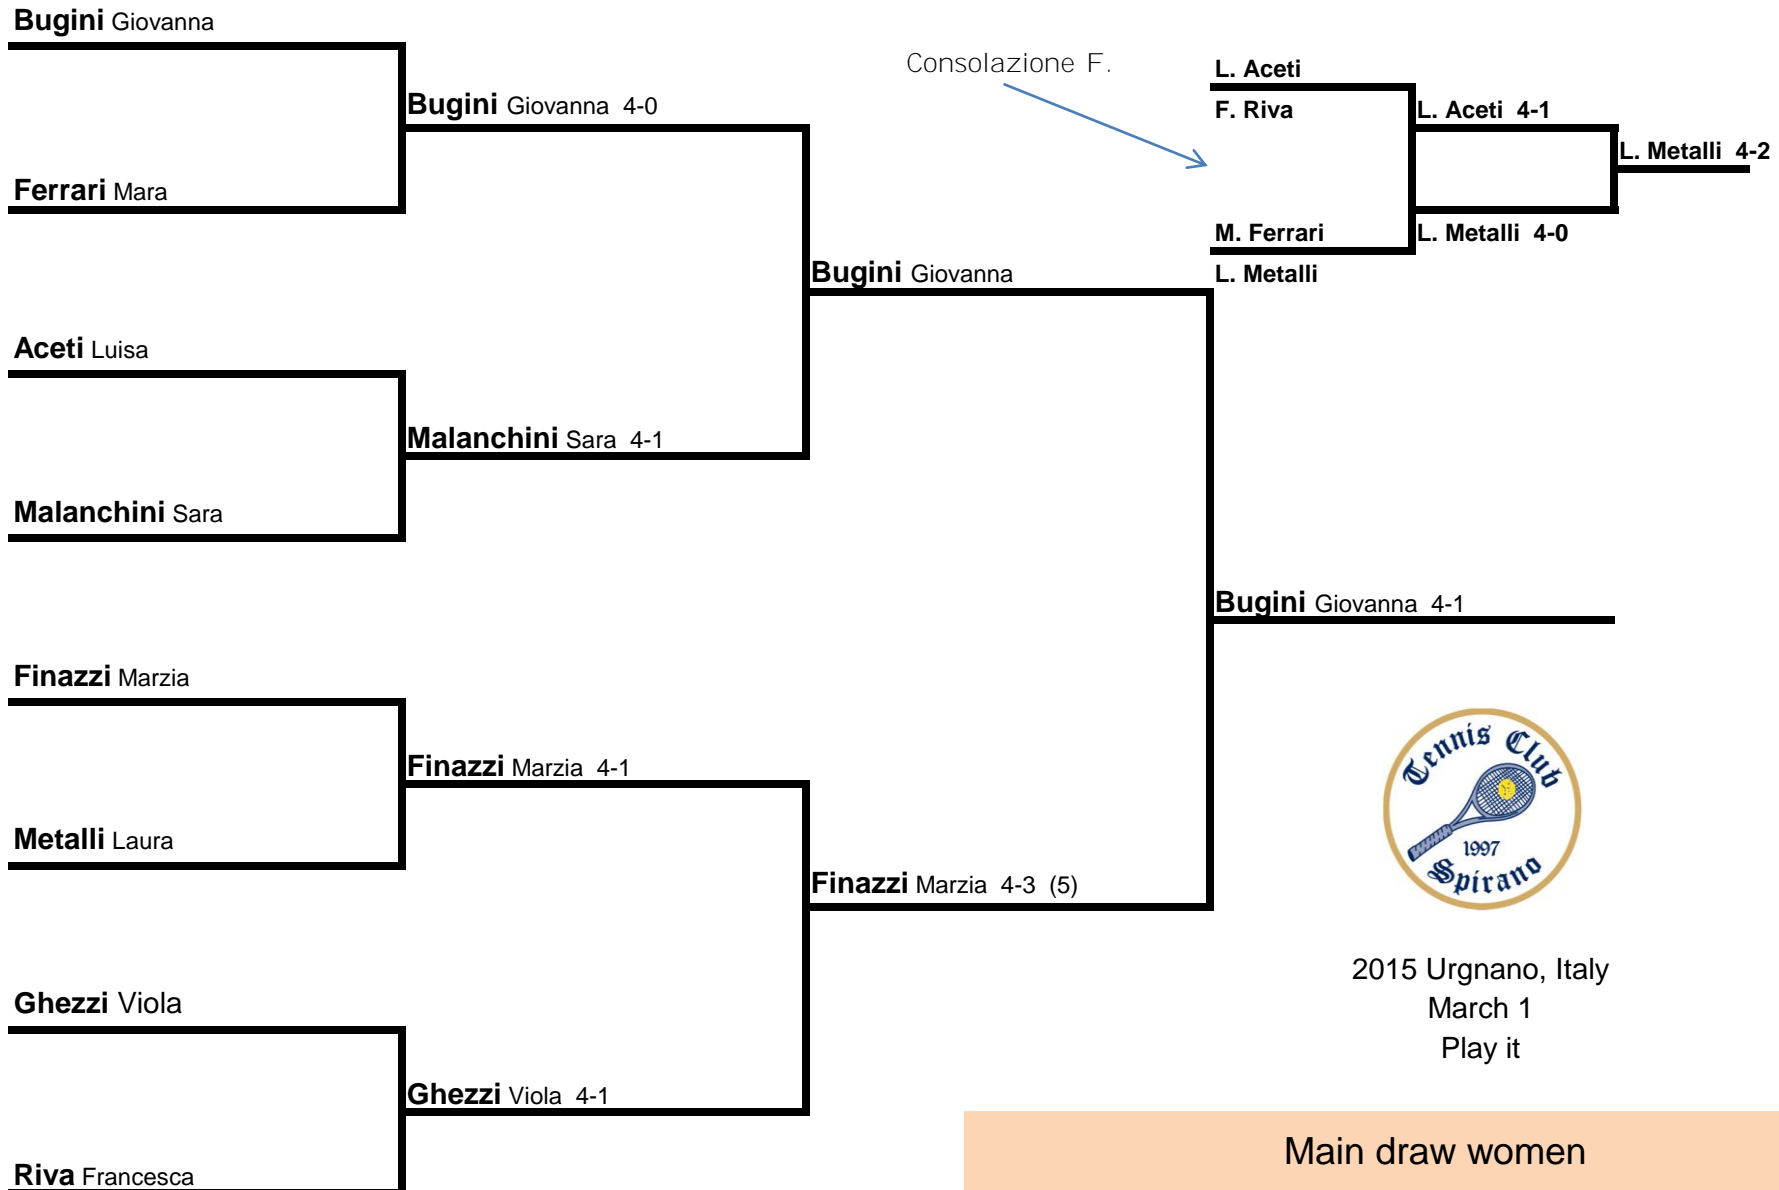 Bugini Giovanna
Ferrari Mara
Aceti Luisa
Malanchini Sara
Finazzi Marzia
Metalli Laura
Ghezzi Viola
Riva Francesca
Bugini Giovanna 4-0
Malanchini Sara 4-1
Finazzi Marzia 4-1
Ghezzi Viola 4-1
Bugini Giovanna
Finazzi Marzia 4-3 (5)
Bugini Giovanna 4-1
Consolazione F.
L. Aceti
F. Riva
M. Ferrari
L. Metalli
L. Aceti 4-1
L. Metalli 4-0
L. Metalli 4-2
Tennis Club
1997
Spirano
2015 Urgnano, Italy
March 1
Play it
Main draw women